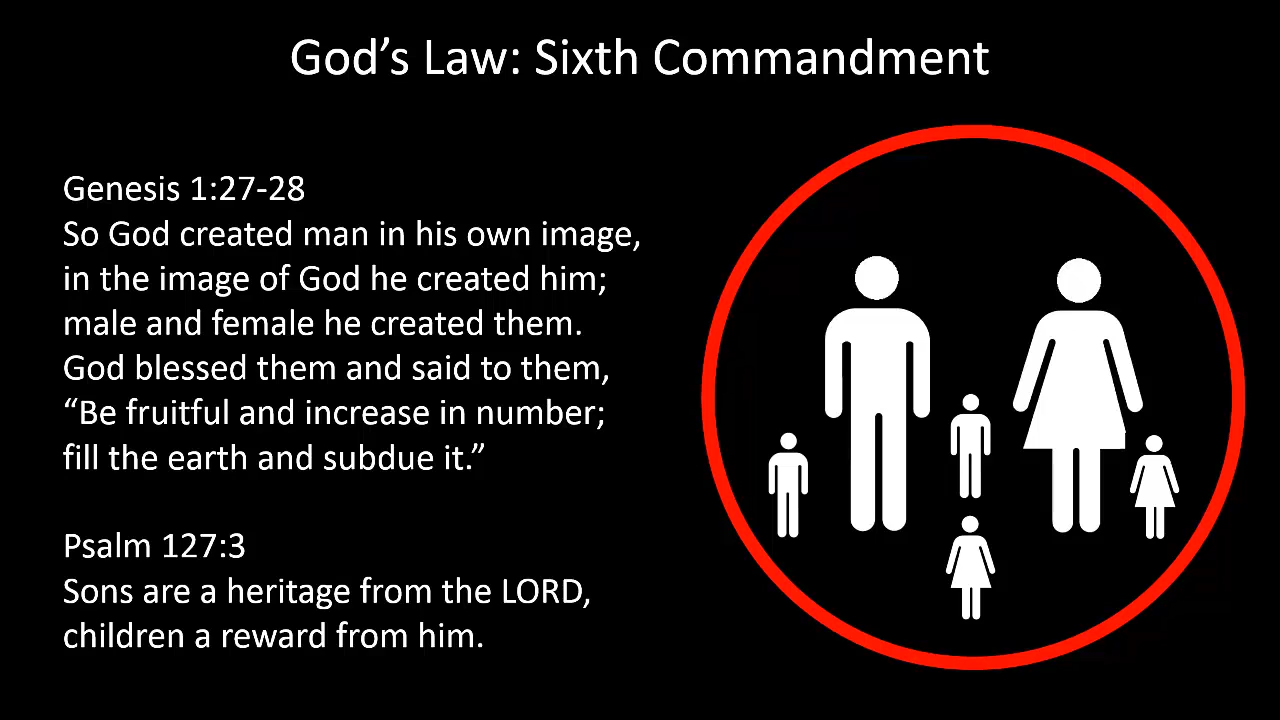 God’s Law: Sixth Commandment
Genesis 1:27-28
So God created man in his own image,
in the image of God he created him;
male and female he created them.
God blessed them and said to them,
“Be fruitful and increase in number;
fill the earth and subdue it.”
Psalm 127:3
Sons are a heritage from the LORD,
children a reward from him.